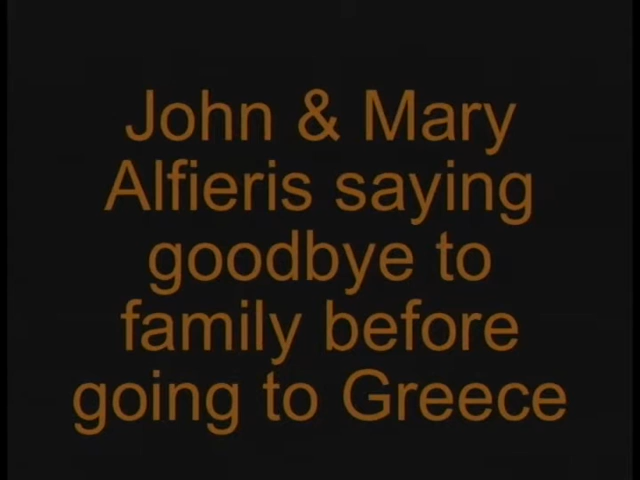 John & Mary
Alfieris saying
goodbye to
family before
going to Greece